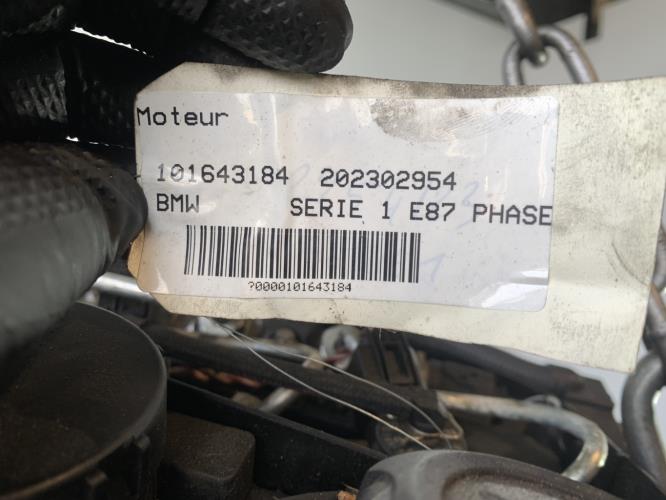 Moteur
101643184 202302954
BMW SERIE 1 E87 PHASE
?0000101643184